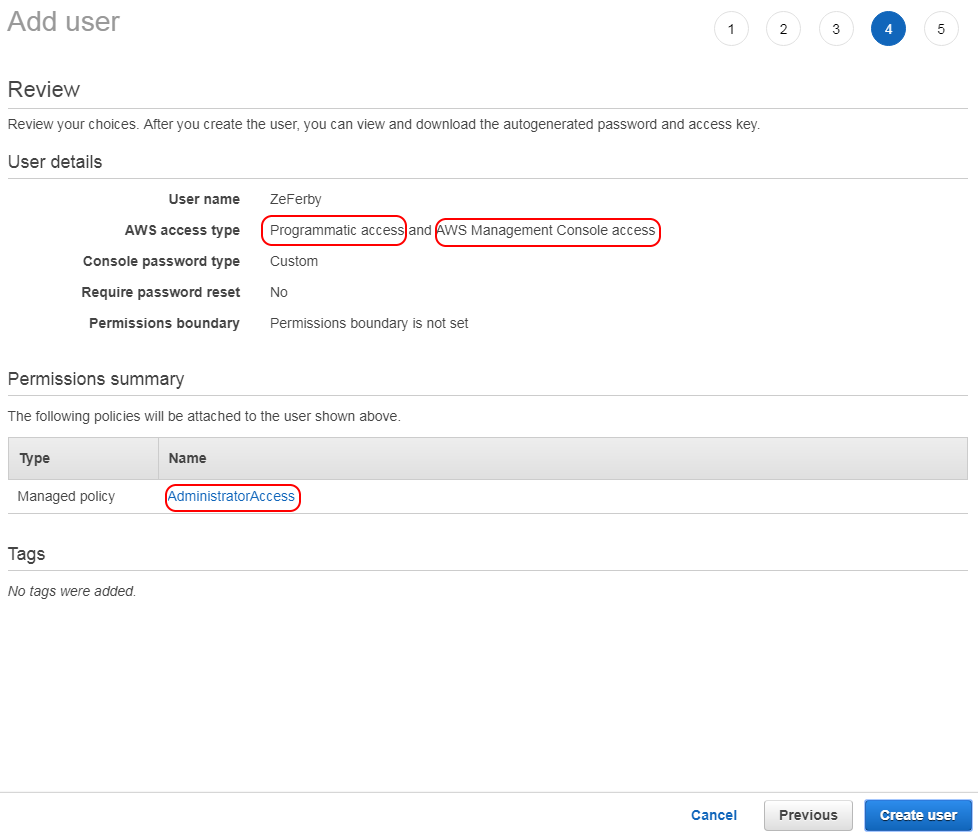 Add user
1 2 3 4 5
Review
Review your choices. After you create the user, you can view and download the autogenerated password and access key.
User details
User name ZeFerby
AWS access type Programmatic access and AWS Management Console access
Console password type Custom
Require password reset No
Permissions boundary Permissions boundary is not set
Permissions summary
The following policies will be attached to the user shown above.
Type Name
Managed policy AdministratorAccess
Tags
No tags were added.
Cancel Previous Create user